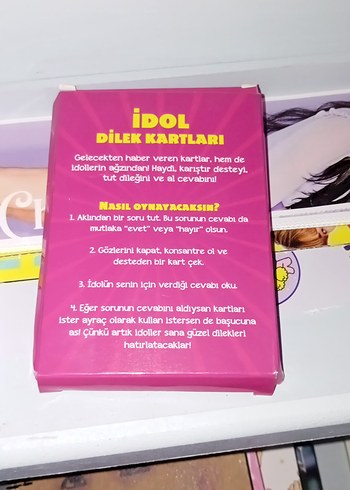 İDOL
DİLEK KARTLARI
Gelecekten haber veren kartlar, hem de
idollerin ağzından! Haydi, karıştır desteyi,
tut dileğini ve al cevabını!
NASIL OYNAYACAKSIN?
1. Aklından bir soru tut. Bu sorunun cevabı da
mutlaka "evet" veya "hayır" olsun.
2. Gözlerini kapat, konsantre ol ve
desteden bir kart çek.
3. İdolün senin için verdiği cevabı oku.
4. Eğer sorunun cevabını aldıysan kartları
ister ayraç olarak kullan istersen de başucuna
as! Çünkü artık idoller sana güzel dilekleri
hatırlatacaklar!